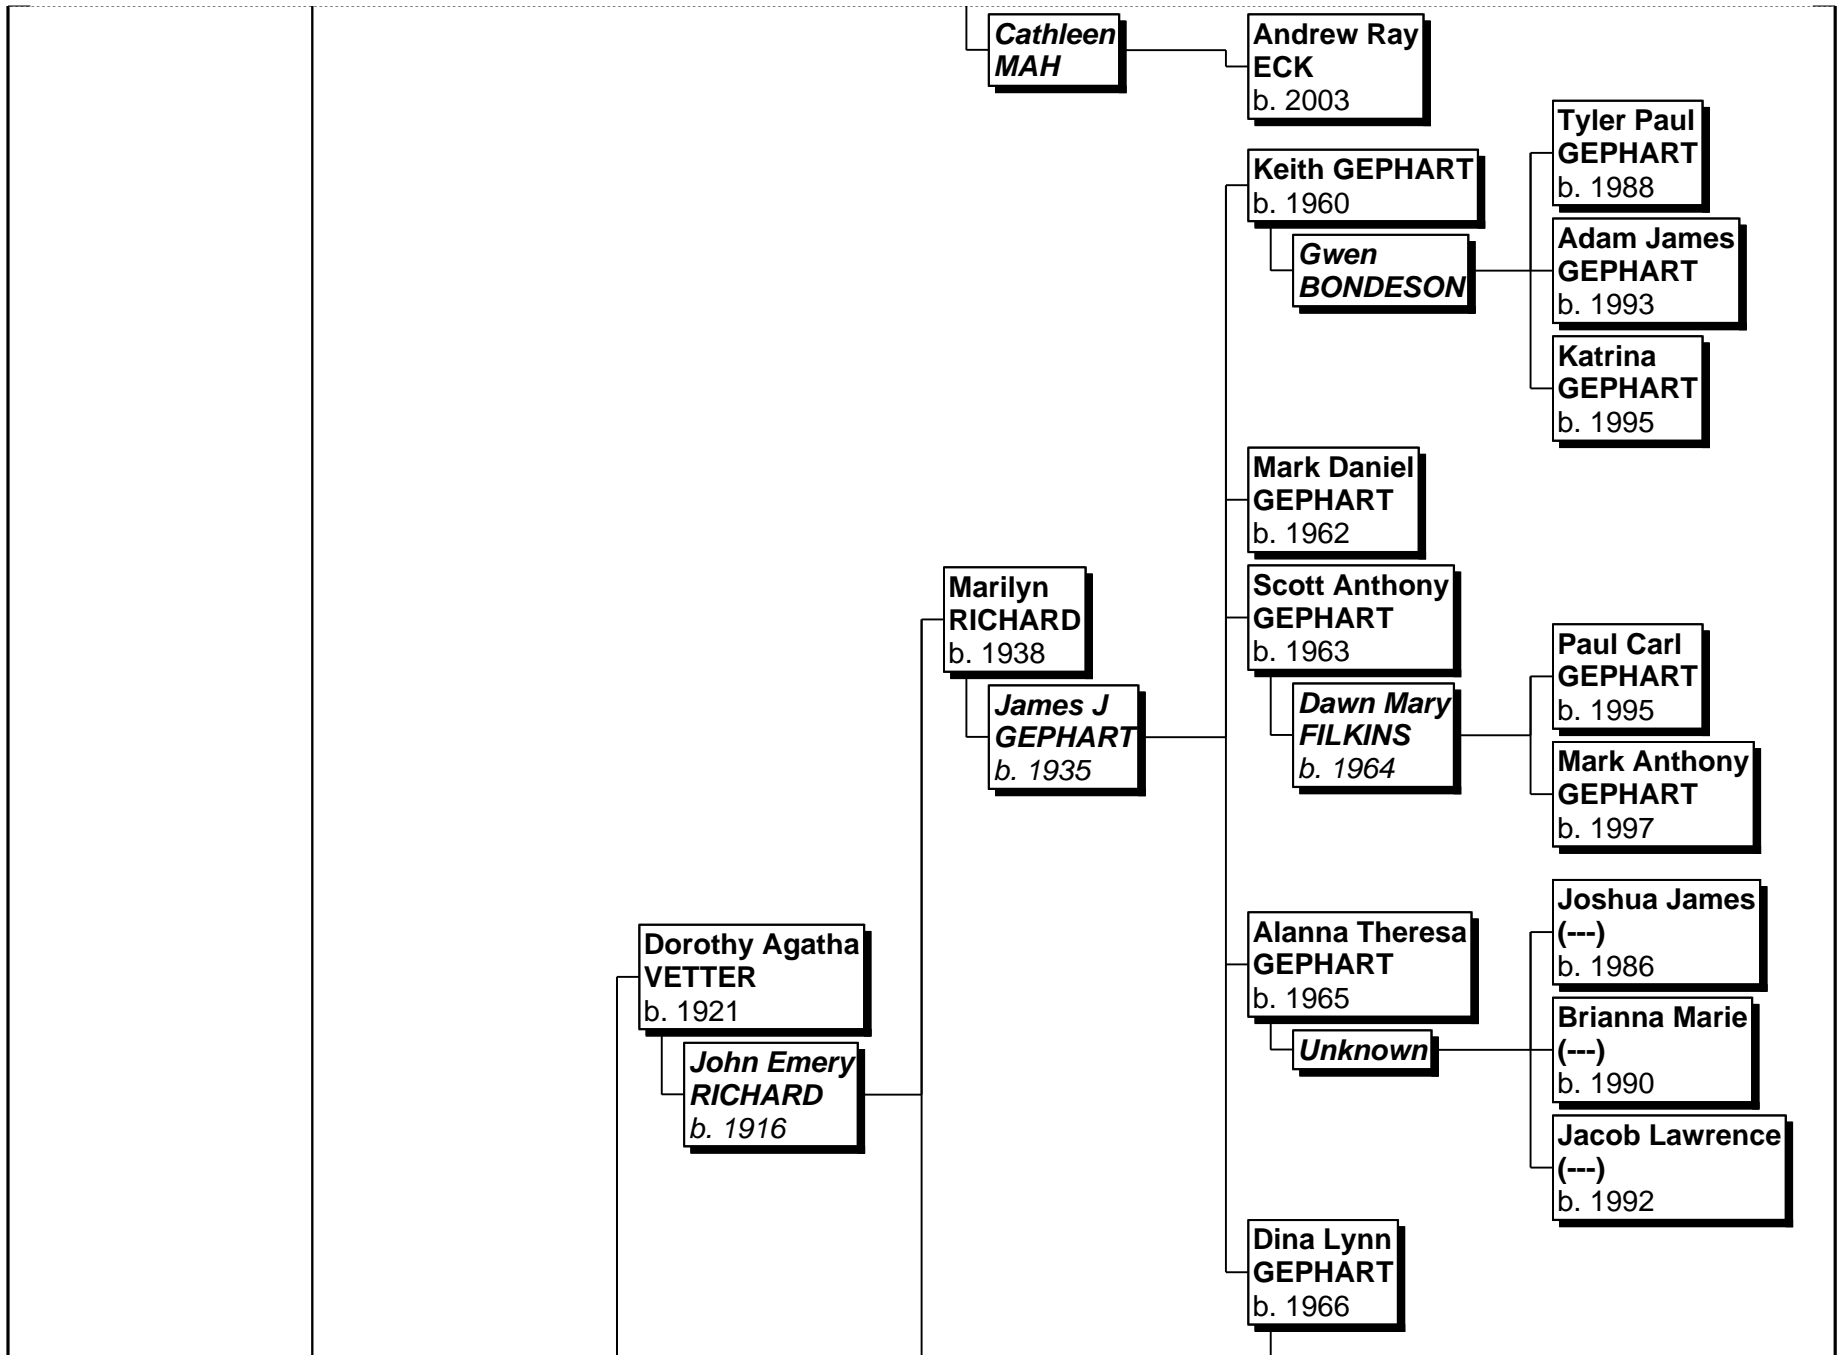 Cathleen
MAH
Andrew Ray
ECK
b. 2003
Keith GEPHART
b. 1960
Gwen
BONDESON
Tyler Paul
GEPHART
b. 1988
Adam James
GEPHART
b. 1993
Katrina
GEPHART
b. 1995
Mark Daniel
GEPHART
b. 1962
Marilyn
RICHARD
b. 1938
James J
GEPHART
b. 1935
Scott Anthony
GEPHART
b. 1963
Dawn Mary
FILKINS
b. 1964
Paul Carl
GEPHART
b. 1995
Mark Anthony
GEPHART
b. 1997
Dorothy Agatha
VETTER
b. 1921
John Emery
RICHARD
b. 1916
Alanna Theresa
GEPHART
b. 1965
Unknown
Joshua James
(---)
b. 1986
Brianna Marie
(---)
b. 1990
Jacob Lawrence
(---)
b. 1992
Dina Lynn
GEPHART
b. 1966